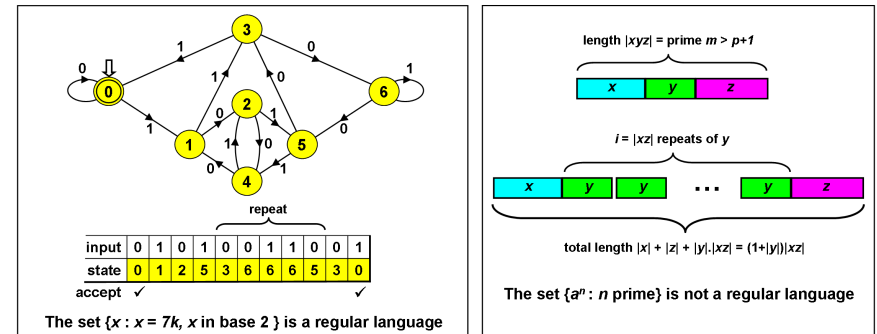 3
1 0
0 1
0 6
1 1 0 0
2
0 1
1 5
1 0
0 1
4
repeat
input 0 1 0 1 0 0 1 1 0 0 1
state 0 1 2 5 3 6 6 6 5 3 0
accept ✓ ✓
The set {x : x = 7k, x in base 2 } is a regular language
length |xyz| = prime m > p+1
x y z
i = |xz| repeats of y
x y y ... y z
total length |x| + |z| + |y|.|xz| = (1+|y|)|xz|
The set {aⁿ : n prime} is not a regular language